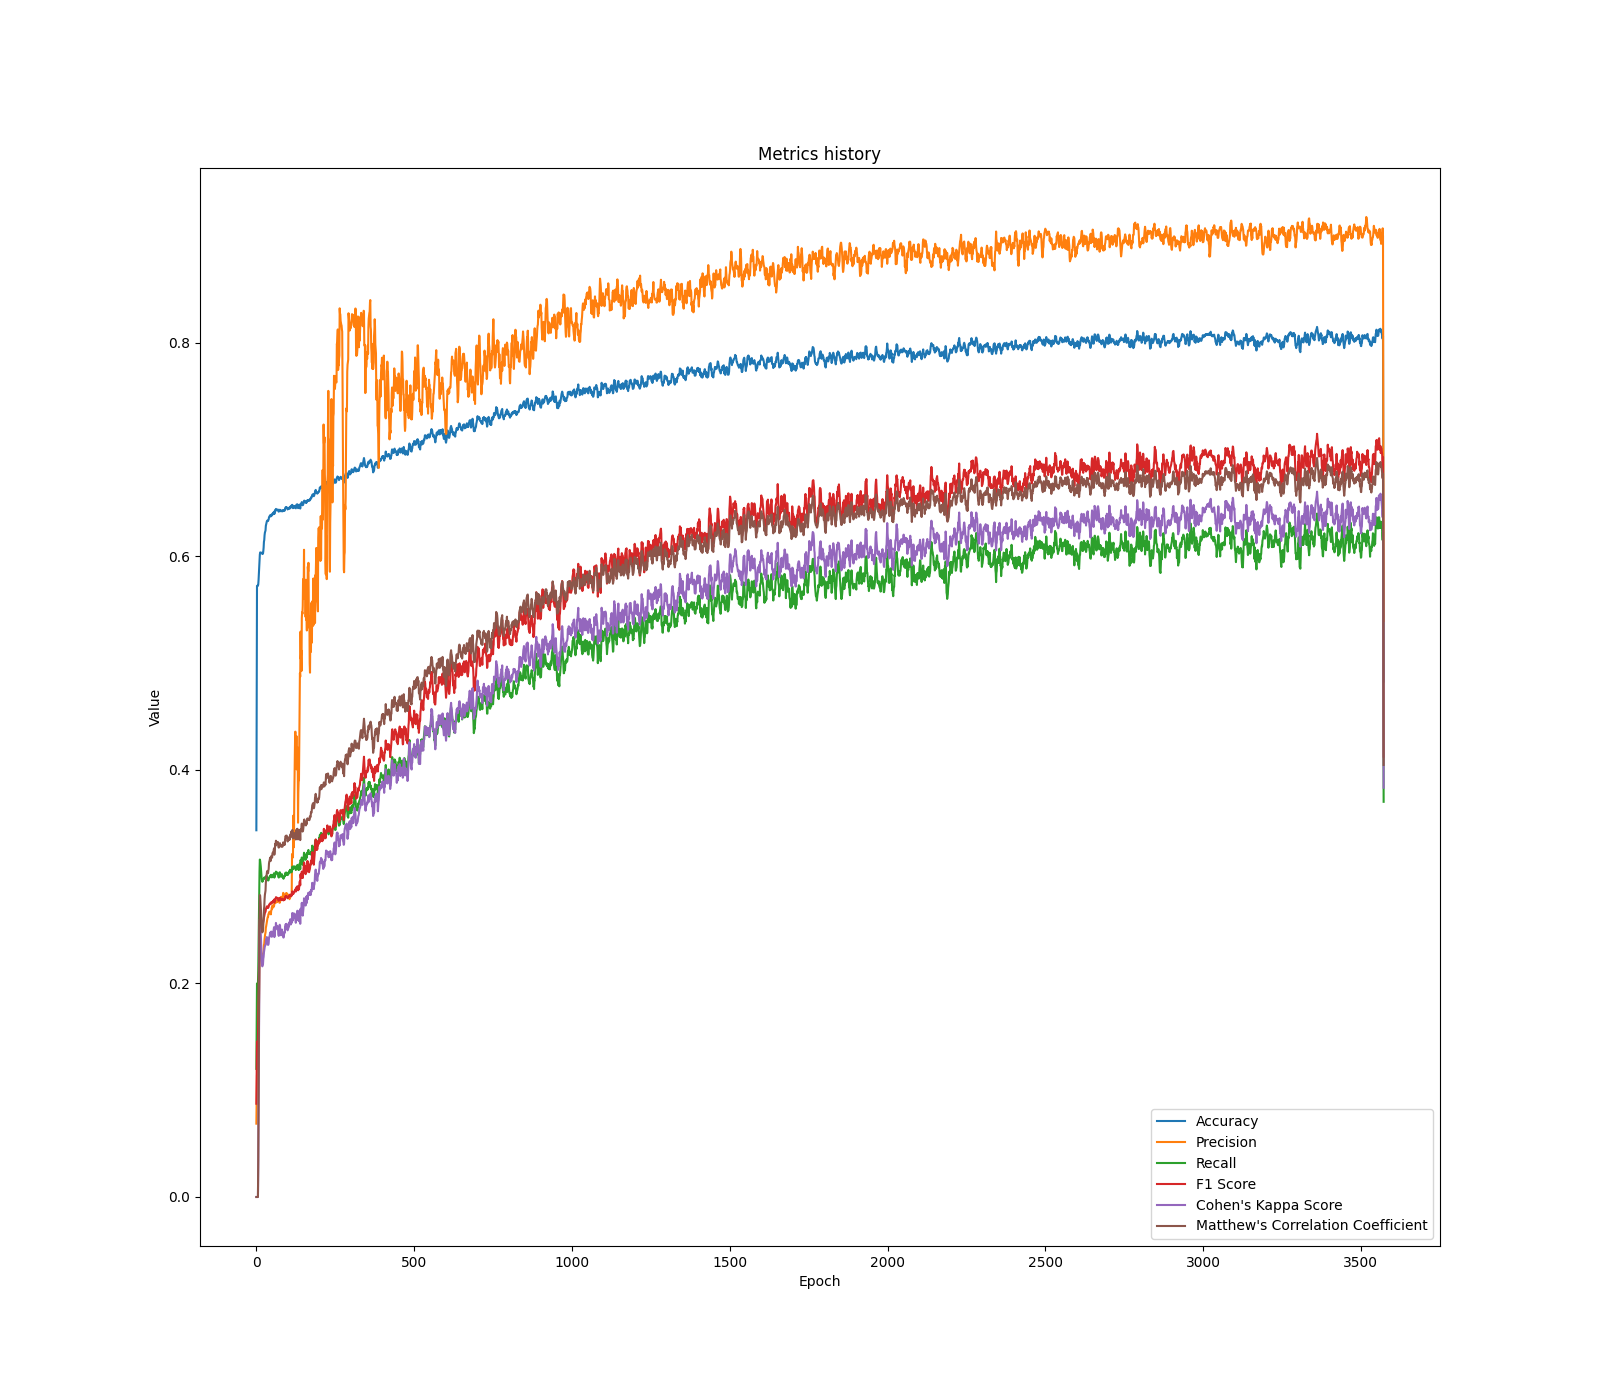 Metrics history
Value
0.8
0.6
0.4
0.2
0.0
0 500 1000 1500 2000 2500 3000 3500
Epoch
Accuracy
Precision
Recall
F1 Score
Cohen's Kappa Score
Matthew's Correlation Coefficient